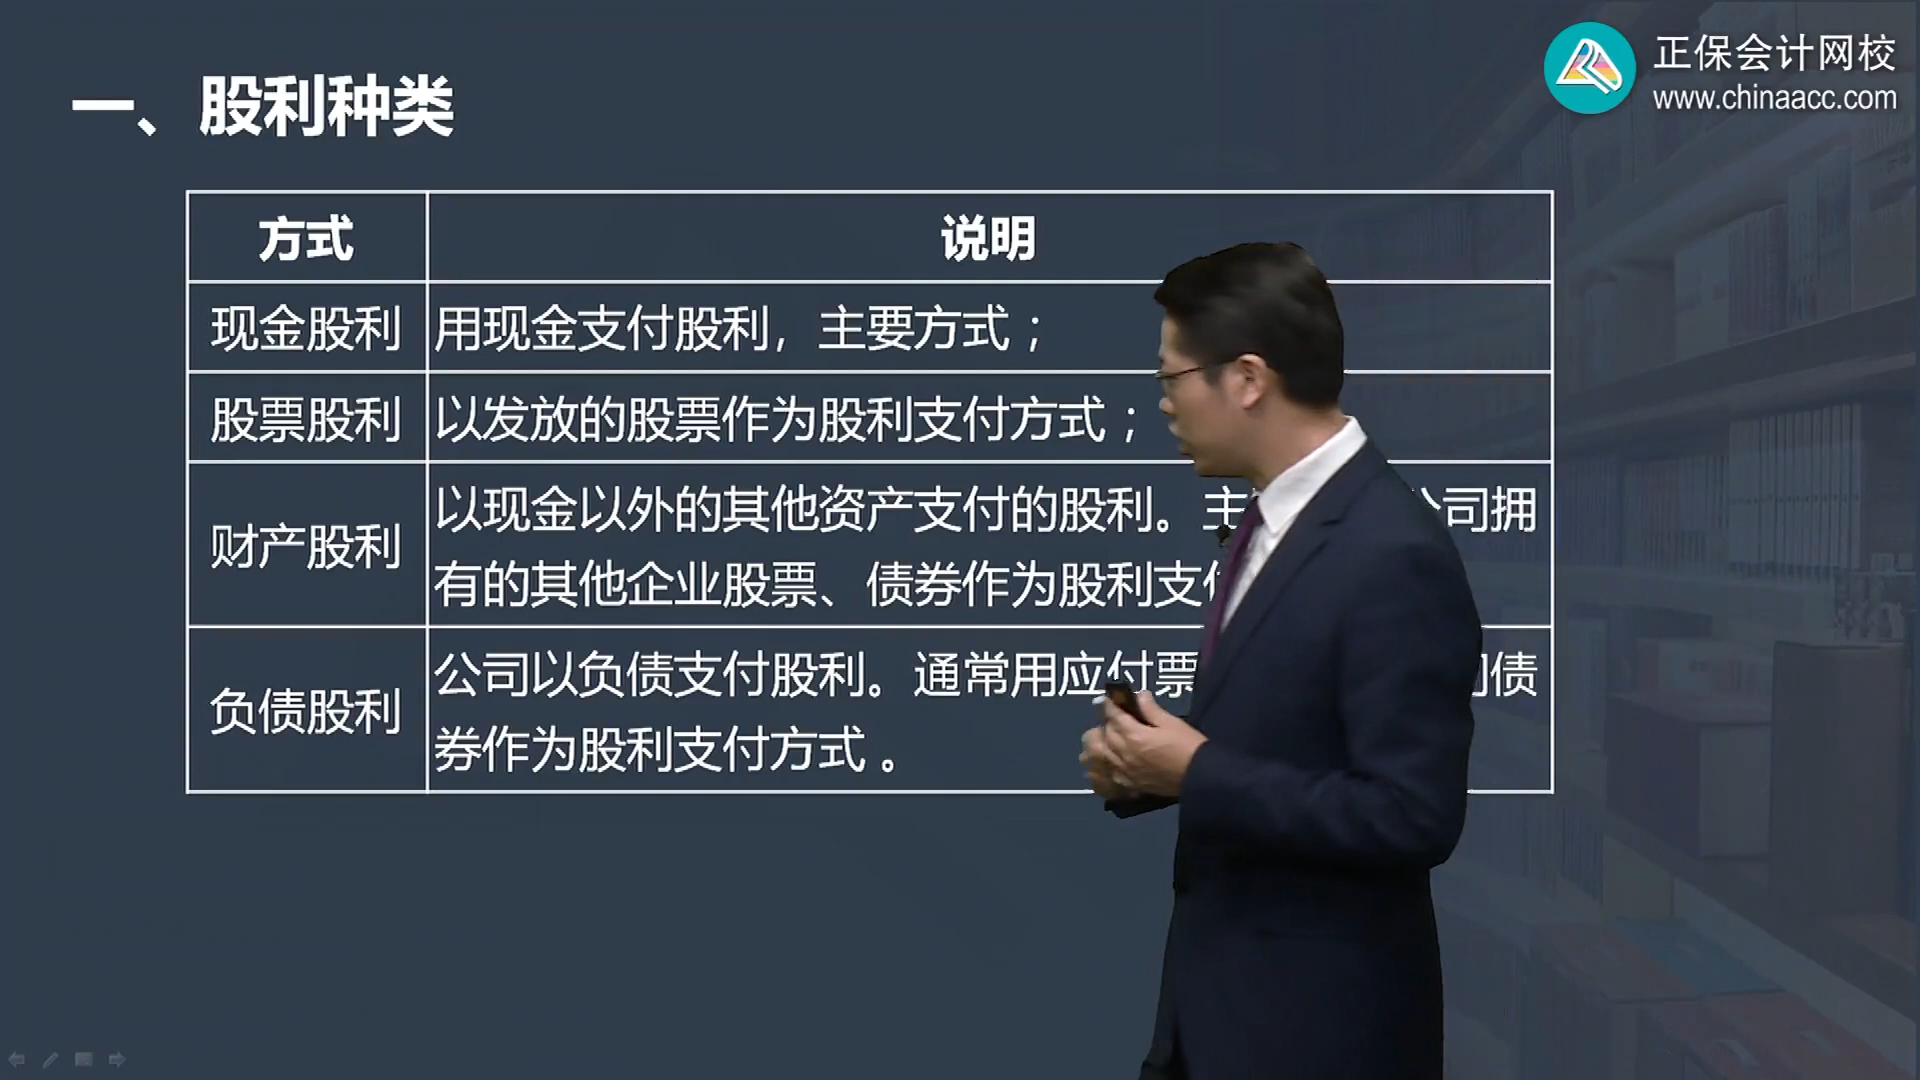 正保会计网校
www.chinaacc.com
一、股利种类
方式
说明
现金股利
用现金支付股利，主要方式；
股票股利
以发放的股票作为股利支付方式；
财产股利
以现金以外的其他资产支付的股利。主 公司拥
有的其他企业股票、债券作为股利支付
负债股利
公司以负债支付股利。通常用应付票 债
券作为股利支付方式。